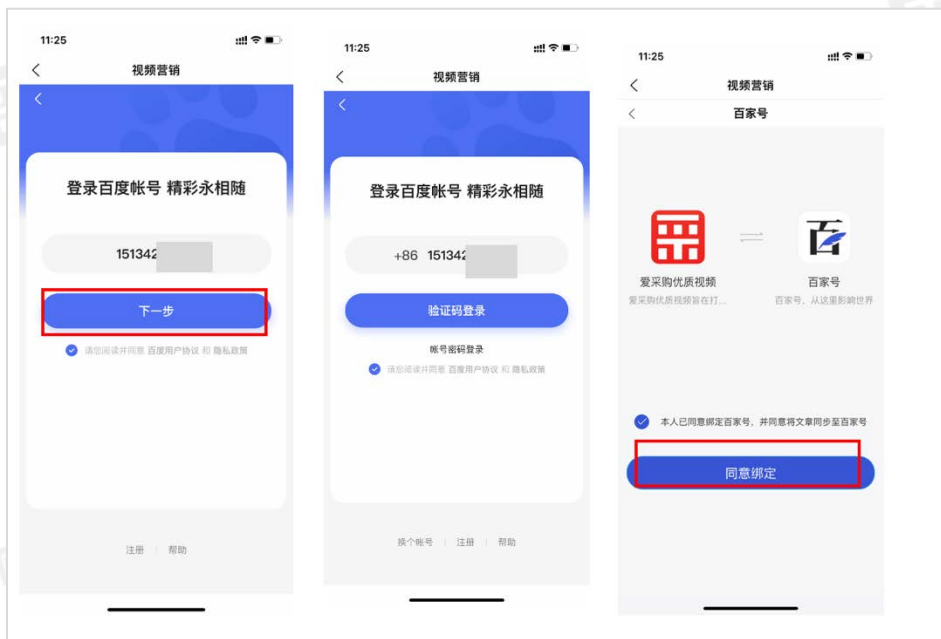 11:25
视频营销
登录百度帐号 精彩永相随
151342
下一步
请您阅读并同意 百度用户协议 和 隐私政策
注册
帮助
11:25
视频营销
登录百度帐号 精彩永相随
+86 151342
验证码登录
帐号密码登录
请您阅读并同意 百度用户协议 和 隐私政策
换个帐号
注册
帮助
11:25
视频营销
百家号
百
爱采购优质视频
爱采购优质视频旨在打...
百家号
百家号，从这里影响世界
本人已同意绑定百家号，并同意将文章同步至百家号
同意绑定